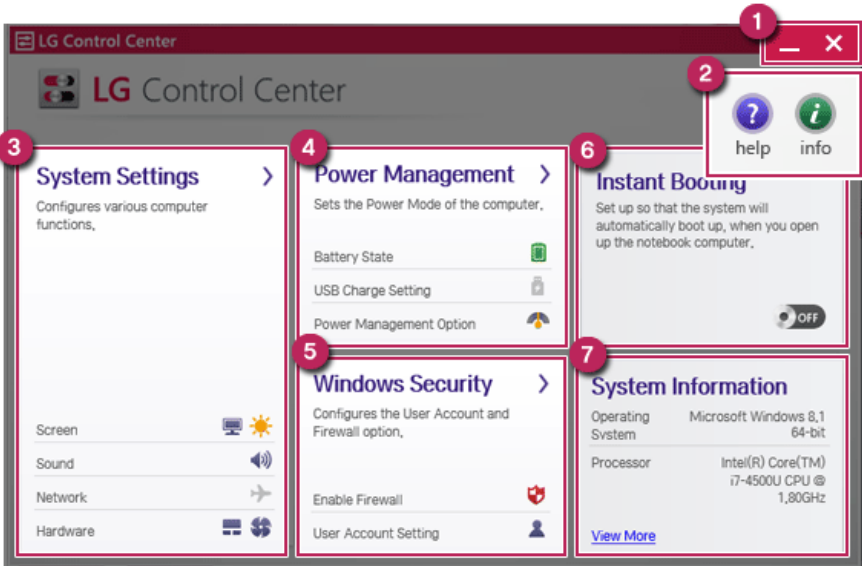 1
LG Control Center
2
LG Control Center
? i
help info
3
System Settings >
Configures various computer
functions.
Screen
Sound
Network
Hardware
4
Power Management >
Sets the Power Mode of the computer.
Battery State
USB Charge Setting
Power Management Option
5
Windows Security >
Configures the User Account and
Firewall option.
Enable Firewall
User Account Setting
6
Instant Booting
Set up so that the system will
automatically boot up, when you open
up the notebook computer.
OFF
7
System Information
Operating Microsoft Windows 8.1
System 64-bit
Processor Intel(R) Core(TM)
i7-4500U CPU @
1.80GHz
View More